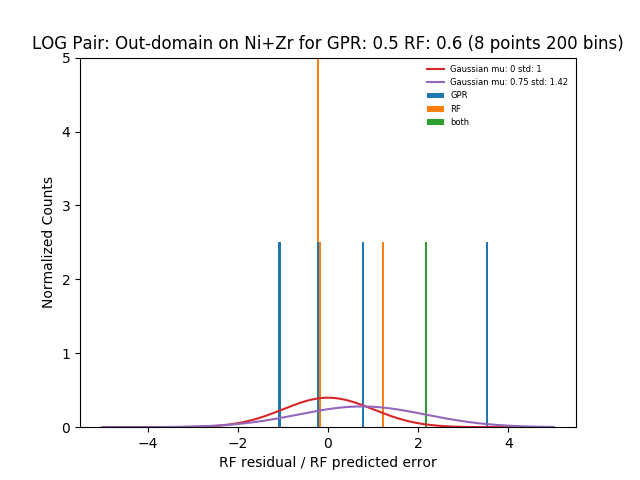 LOG Pair: Out-domain on Ni+Zr for GPR: 0.5 RF: 0.6 (8 points 200 bins)
Gaussian mu: 0 std: 1
Gaussian mu: 0.75 std: 1.42
GPR
RF
both
Normalized Counts
5
4
3
2
1
0
−4 −2 0 2 4
RF residual / RF predicted error